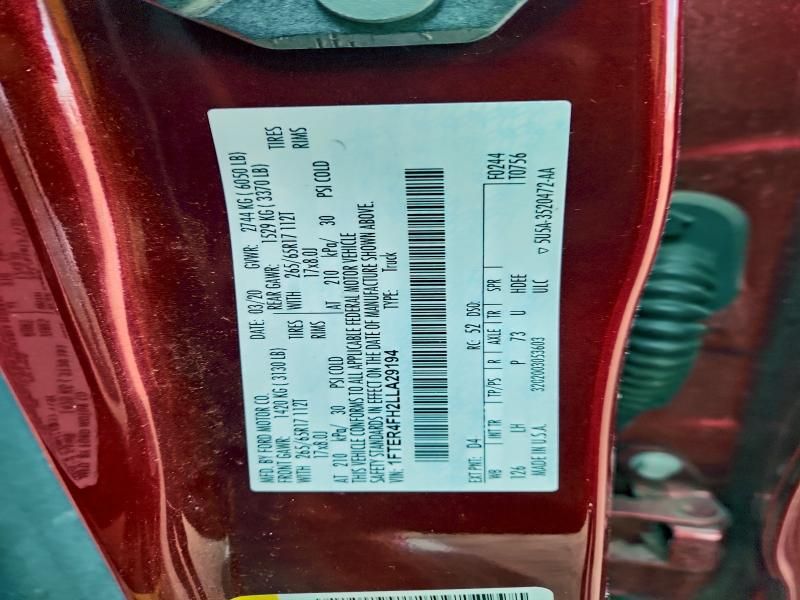 MFD. BY FORD MOTOR CO.
DATE: 03/20 GVWR: 2744 KG ( 6050 LB)
FRONT GAWR: 1420 KG ( 3130 LB) REAR GAWR: 1529 KG ( 3370 LB)
WITH 265/65R17 112T TIRES WITH 265/65R17 112T TIRES
17x8.0J RIMS 17x8.0J RIMS
AT 210 kPa/ 30 PSI COLD AT 210 kPa/ 30 PSI COLD
THIS VEHICLE CONFORMS TO ALL APPLICABLE FEDERAL MOTOR VEHICLE
SAFETY STANDARDS IN EFFECT ON THE DATE OF MANUFACTURE SHOWN ABOVE.
VIN: 1FTER4FH2LLA29194 TYPE: Truck
EXT PNT: D4 RC: 52 DSO: F0244
WB INT TR TP/PS R AXLE TR SPR T0756
126 LH P 73 U HDEE
MADE IN U.S.A. 32020030153603 ULC
▽ 5U5A-3520472-AA